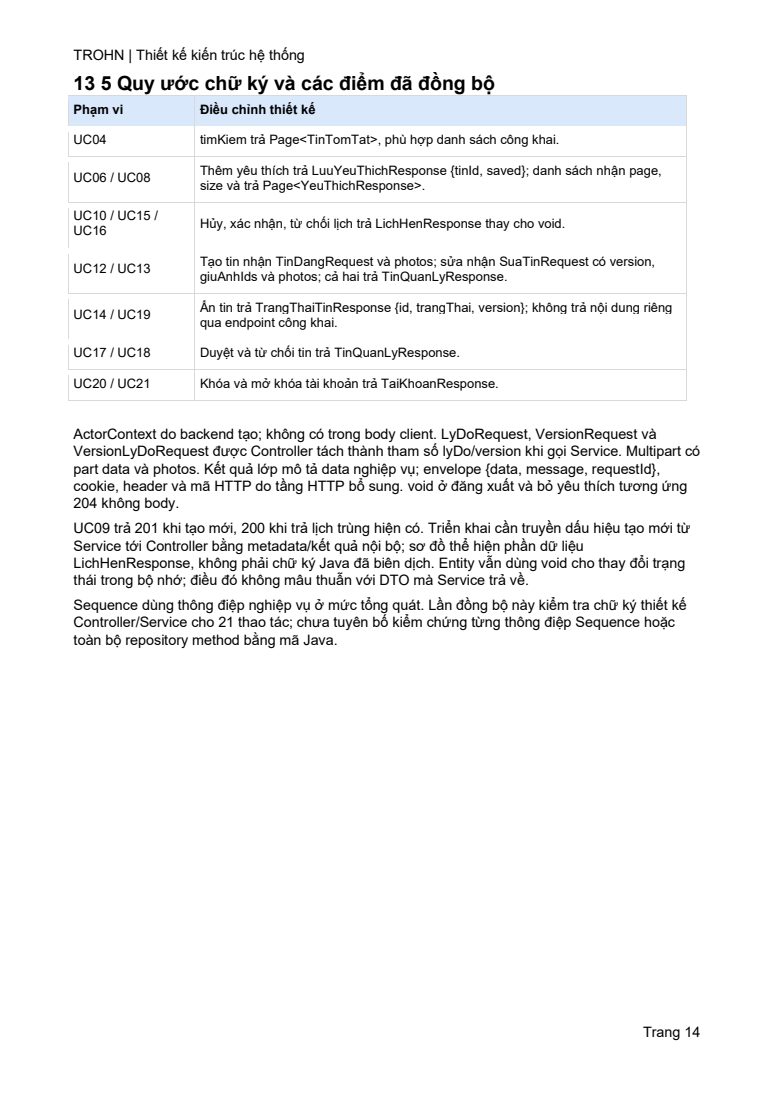 TROHN | Thiết kế kiến trúc hệ thống
13 5 Quy ước chữ ký và các điểm đã đồng bộ
Phạm vi Điều chỉnh thiết kế
UC04 timKiem trả Page<TinTomTat>, phù hợp danh sách công khai.
UC06 / UC08 Thêm yêu thích trả LuuYeuThichResponse {tinId, saved}; danh sách nhận page,
size và trả Page<YeuThichResponse>.
UC10 / UC15 /
UC16 Hủy, xác nhận, từ chối lịch trả LichHenResponse thay cho void.
UC12 / UC13 Tạo tin nhận TinDangRequest và photos; sửa nhận SuaTinRequest có version,
giuAnhIds và photos; cả hai trả TinQuanLyResponse.
UC14 / UC19 Ẩn tin trả TrangThaiTinResponse {id, trangThai, version}; không trả nội dung riêng
qua endpoint công khai.
UC17 / UC18 Duyệt và từ chối tin trả TinQuanLyResponse.
UC20 / UC21 Khóa và mở khóa tài khoản trả TaiKhoanResponse.
ActorContext do backend tạo; không có trong body client. LyDoRequest, VersionRequest và
VersionLyDoRequest được Controller tách thành tham số lyDo/version khi gọi Service. Multipart có
part data và photos. Kết quả lớp mô tả data nghiệp vụ; envelope {data, message, requestId},
cookie, header và mã HTTP do tầng HTTP bổ sung. void ở đăng xuất và bỏ yêu thích tương ứng
204 không body.
UC09 trả 201 khi tạo mới, 200 khi trả lịch trùng hiện có. Triển khai cần truyền dấu hiệu tạo mới từ
Service tới Controller bằng metadata/kết quả nội bộ; sơ đồ thể hiện phần dữ liệu
LichHenResponse, không phải chữ ký Java đã biên dịch. Entity vẫn dùng void cho thay đổi trạng
thái trong bộ nhớ; điều đó không mâu thuẫn với DTO mà Service trả về.
Sequence dùng thông điệp nghiệp vụ ở mức tổng quát. Lần đồng bộ này kiểm tra chữ ký thiết kế
Controller/Service cho 21 thao tác; chưa tuyên bố kiểm chứng từng thông điệp Sequence hoặc
toàn bộ repository method bằng mã Java.
Trang 14